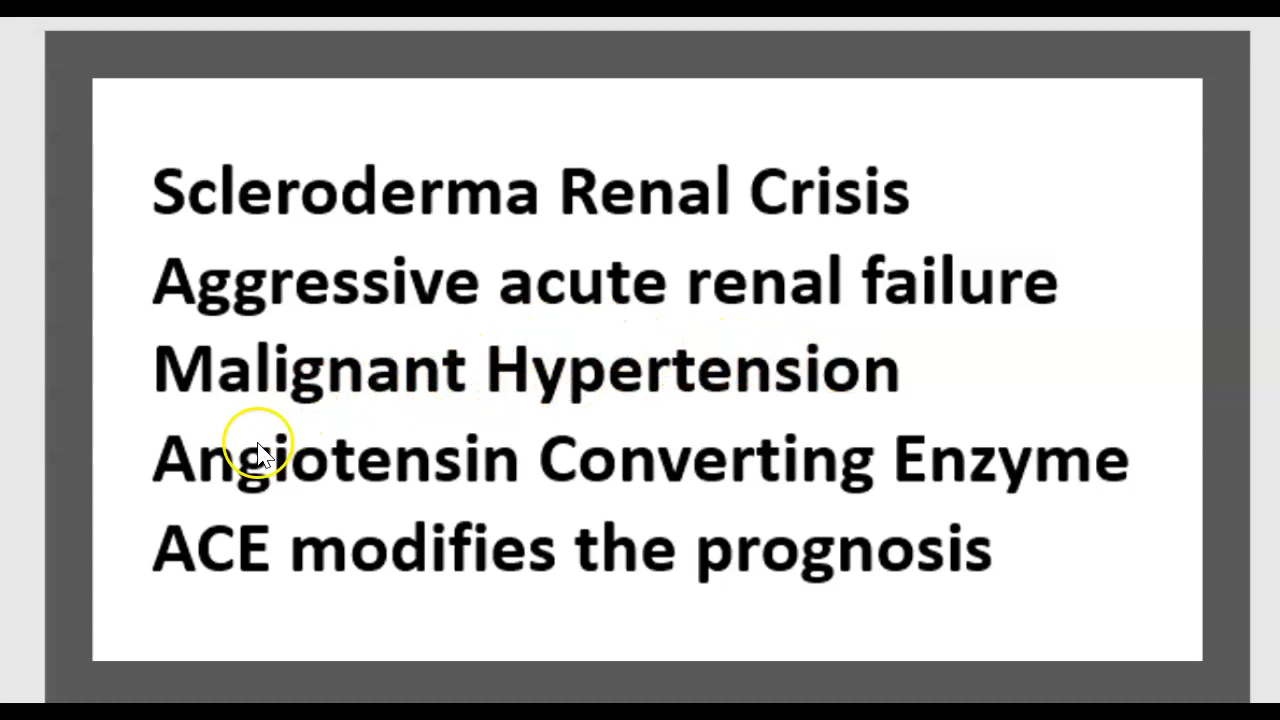 Scleroderma Renal Crisis
Aggressive acute renal failure
Malignant Hypertension
Angiotensin Converting Enzyme
ACE modifies the prognosis